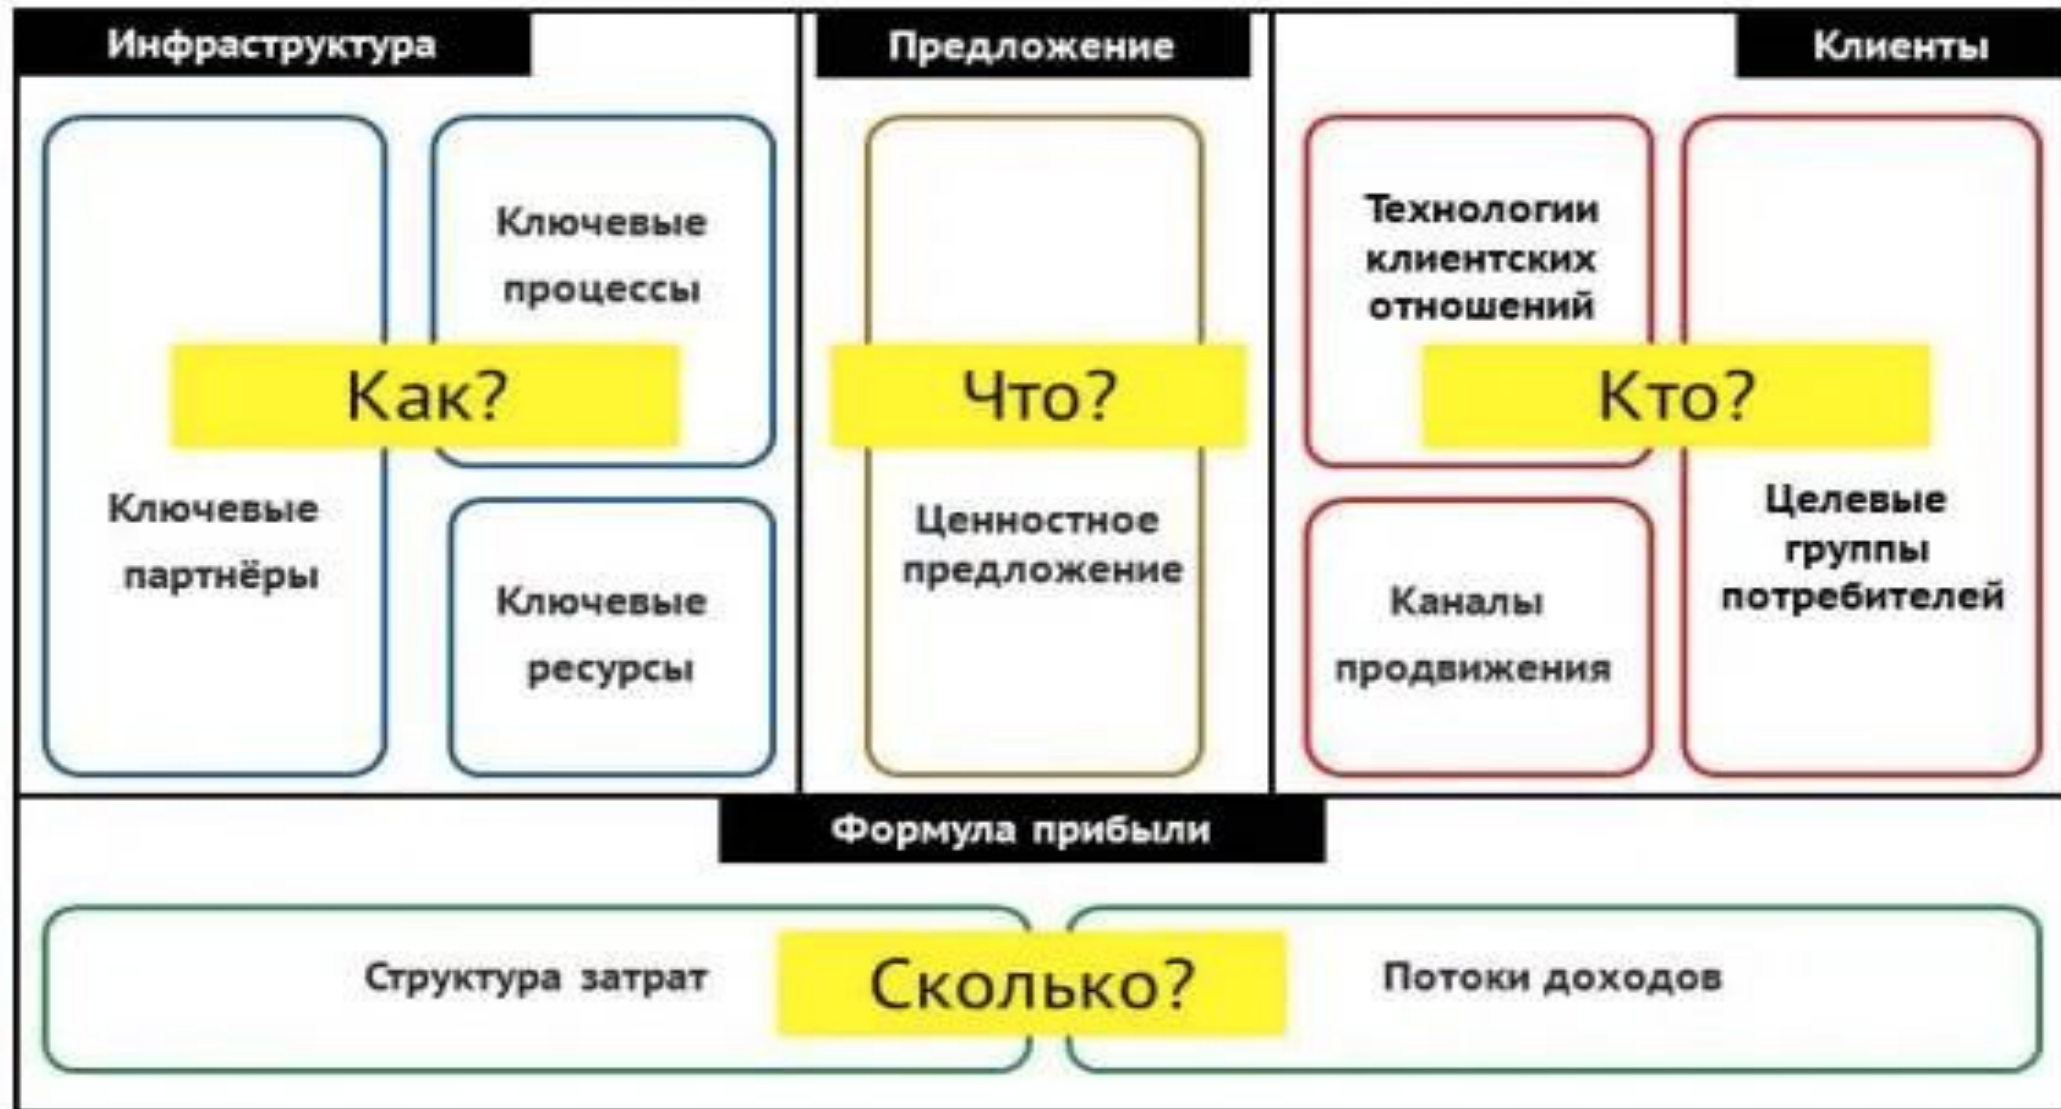 Инфраструктура
Предложение
Клиенты
Ключевые
процессы
Как?
Ключевые
партнёры
Ключевые
ресурсы
Что?
Ценностное
предложение
Технологии
клиентских
отношений
Кто?
Каналы
продвижения
Целевые
группы
потребителей
Формула прибыли
Структура затрат
Сколько?
Потоки доходов